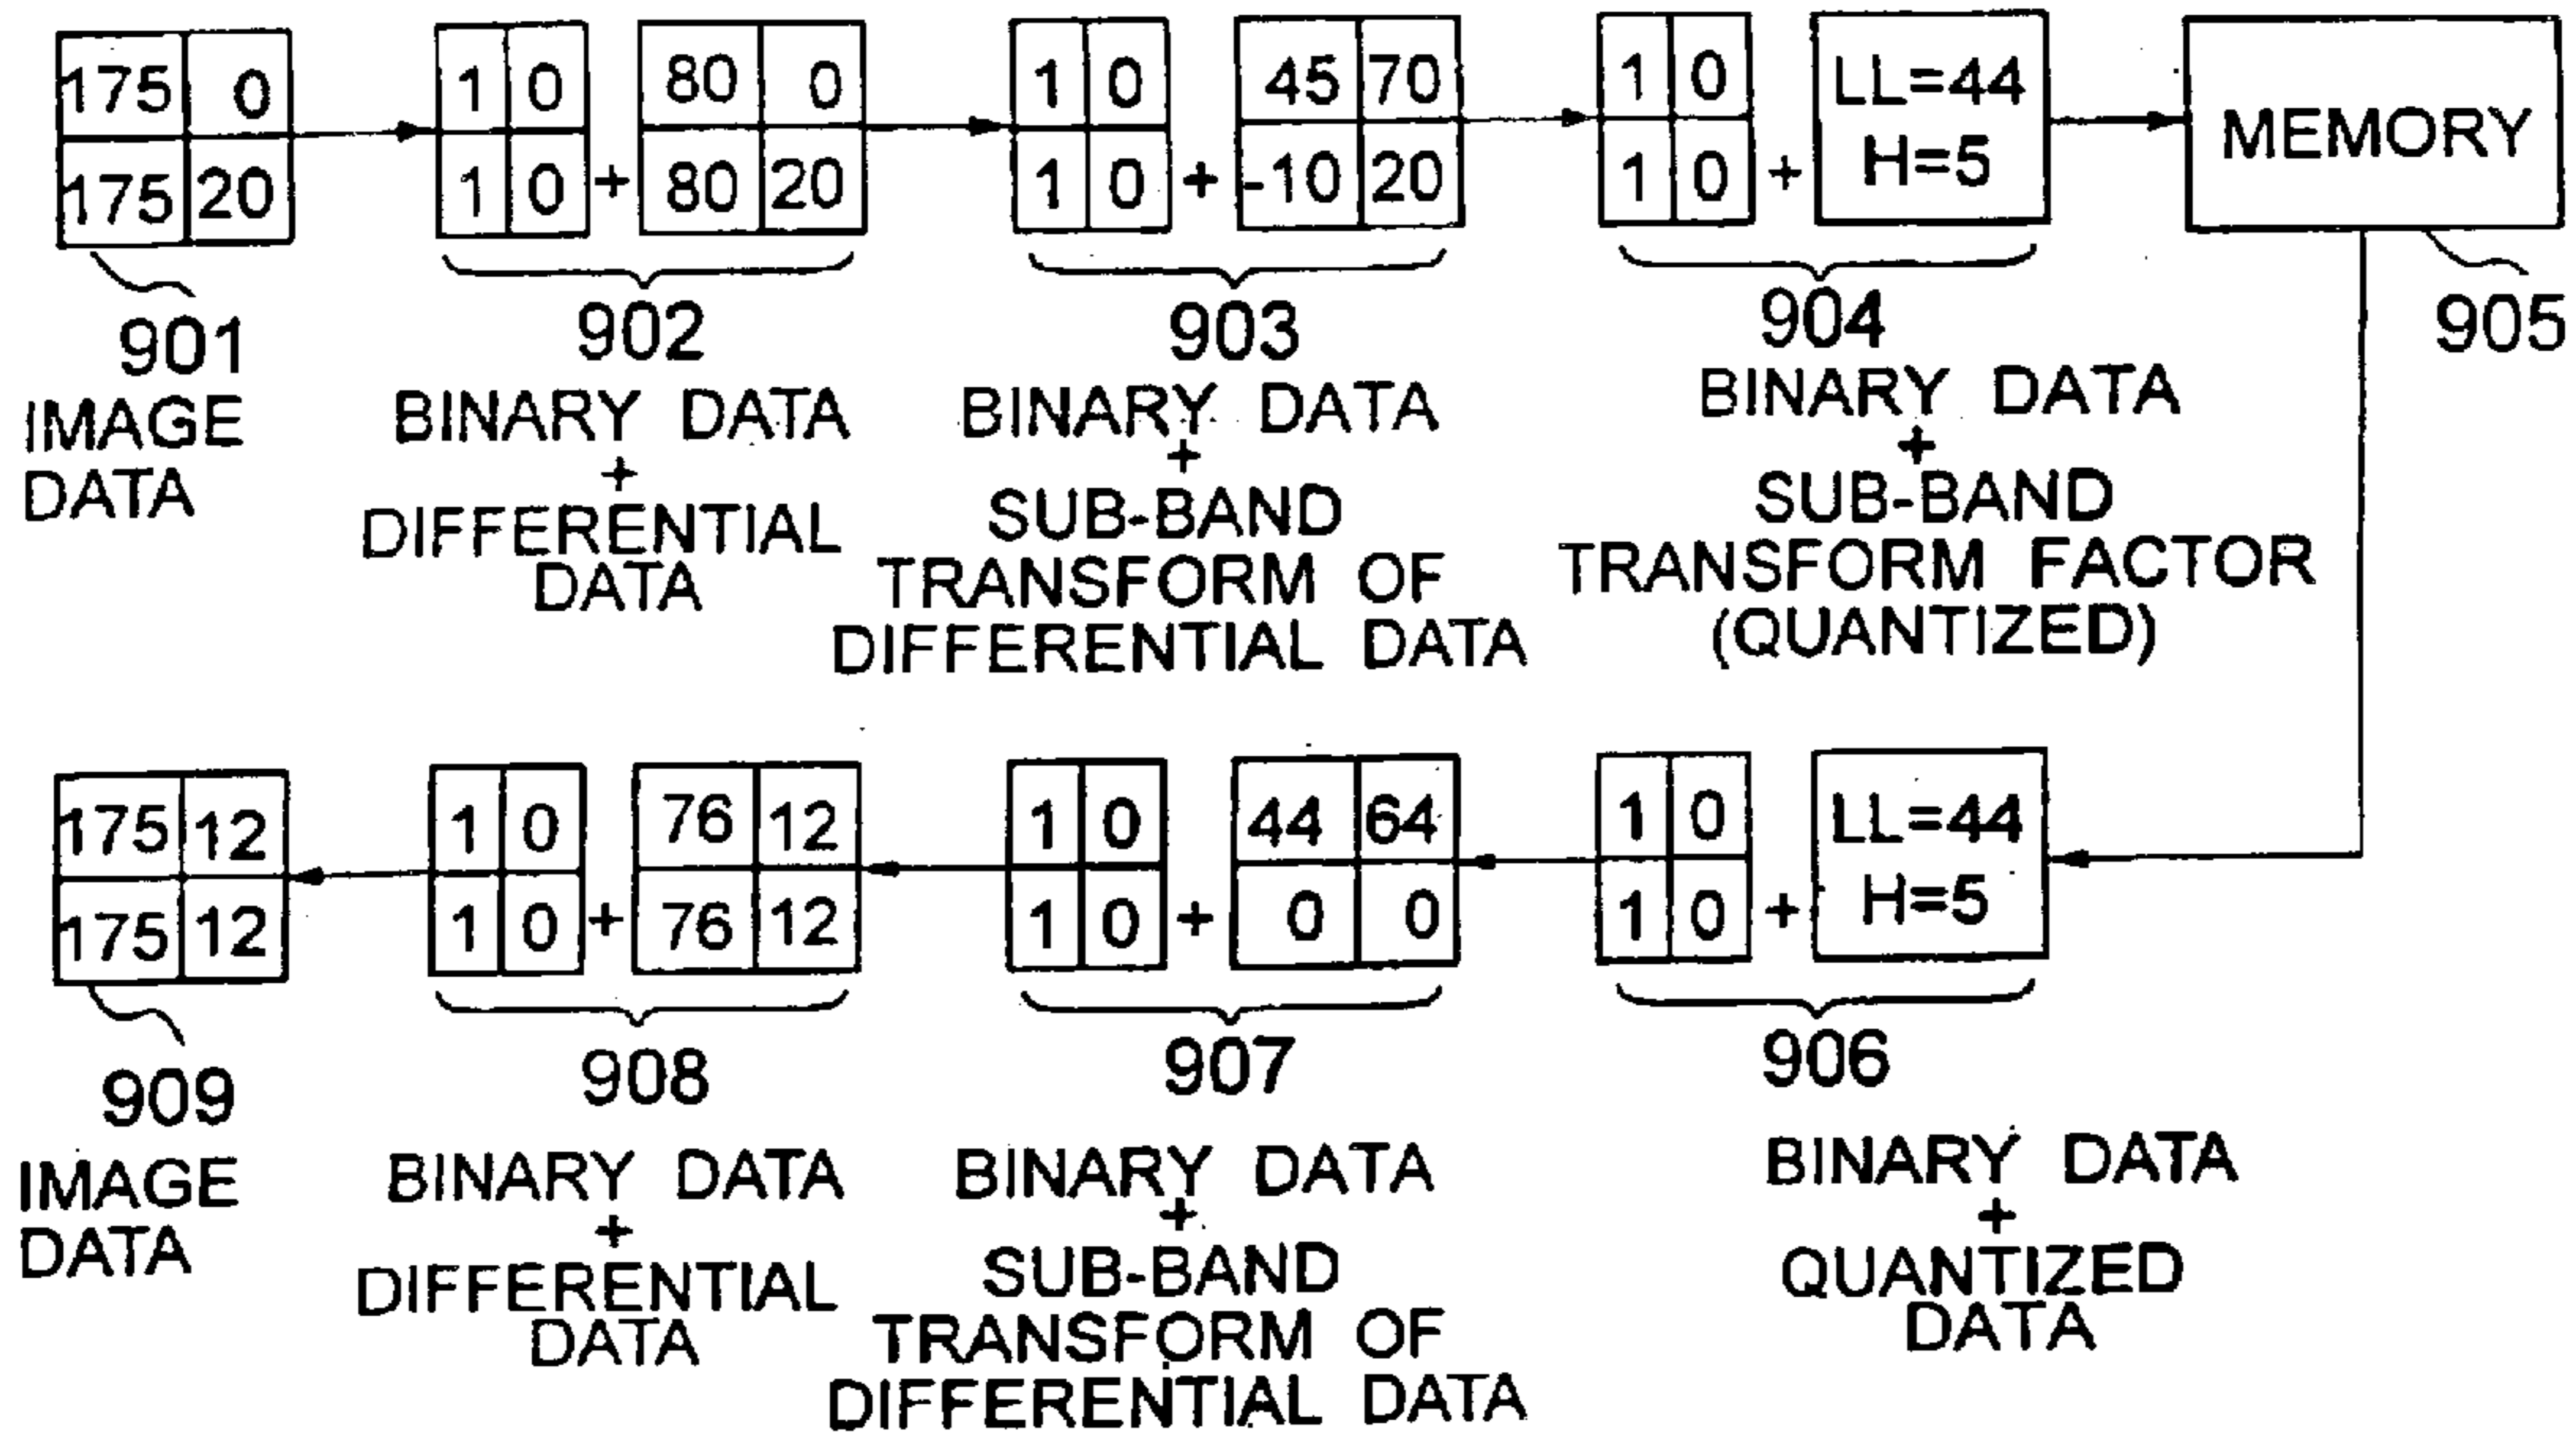 175 0 1 0 80 0 1 0 45 70 1 0 LL=44 MEMORY
175 20 1 0 + 80 20 1 0 + -10 20 1 0 + H=5
901 902 903 904 905
IMAGE
DATA
BINARY DATA
+
DIFFERENTIAL
DATA
BINARY DATA
+
SUB-BAND
TRANSFORM OF
DIFFERENTIAL DATA
BINARY DATA
+
SUB-BAND
TRANSFORM FACTOR
(QUANTIZED)
175 12 1 0 76 12 1 0 44 64 1 0 LL=44
175 12 1 0 + 76 12 1 0 + 0 0 1 0 + H=5
909 908 907 906
IMAGE
DATA
BINARY DATA
+
DIFFERENTIAL
DATA
BINARY DATA
+
SUB-BAND
TRANSFORM OF
DIFFERENTIAL DATA
BINARY DATA
+
QUANTIZED
DATA